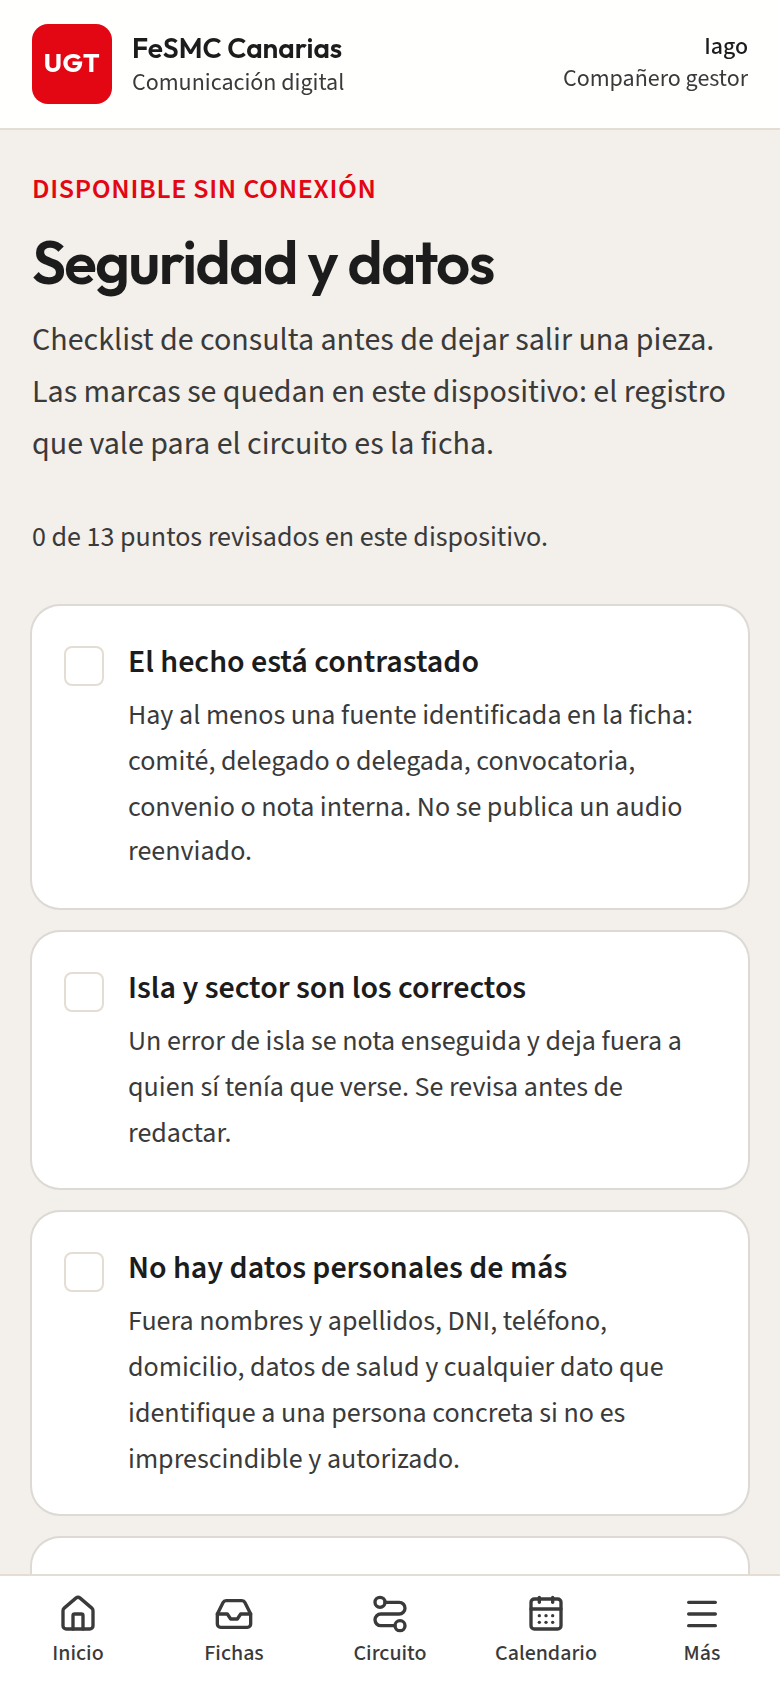 UGT
FeSMC Canarias
Comunicación digital
Iago
Compañero gestor
DISPONIBLE SIN CONEXIÓN
Seguridad y datos
Checklist de consulta antes de dejar salir una pieza.
Las marcas se quedan en este dispositivo: el registro
que vale para el circuito es la ficha.
0 de 13 puntos revisados en este dispositivo.
El hecho está contrastado
Hay al menos una fuente identificada en la ficha:
comité, delegado o delegada, convocatoria,
convenio o nota interna. No se publica un audio
reenviado.
Isla y sector son los correctos
Un error de isla se nota enseguida y deja fuera a
quien sí tenía que verse. Se revisa antes de
redactar.
No hay datos personales de más
Fuera nombres y apellidos, DNI, teléfono,
domicilio, datos de salud y cualquier dato que
identifique a una persona concreta si no es
imprescindible y autorizado.
Inicio
Fichas
Circuito
Calendario
Más